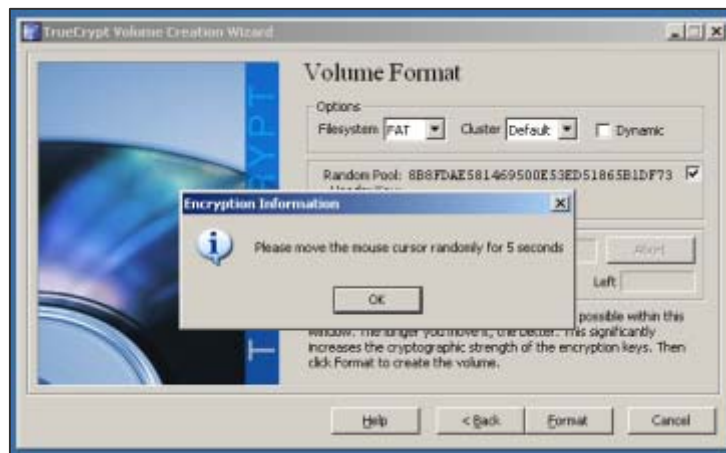 TrueCrypt Volume Creation Wizard
Volume Format
Options
Filesystem FAT Cluster Default Dynamic
Random Pool: 8B8FDAE581469500E53ED51865B1DF73
Header Key:
Encryption Information
Please move the mouse cursor randomly for 5 seconds
OK
Abort
Left
possible within this
window. The longer you move it, the better. This significantly
increases the cryptographic strength of the encryption keys. Then
click Format to create the volume.
Help < Back Format Cancel